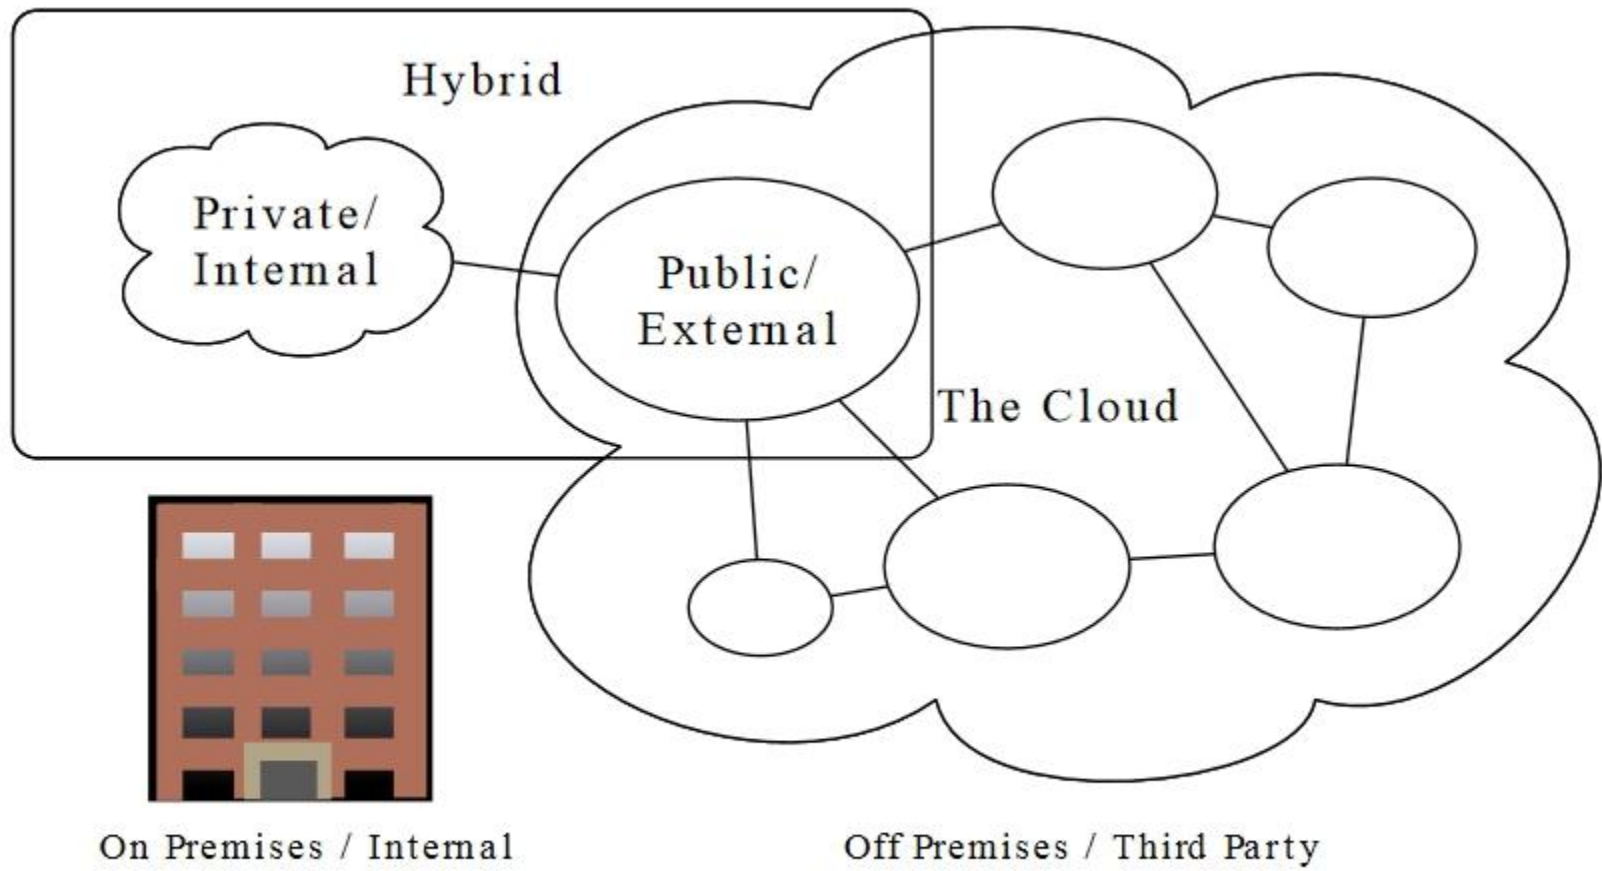 Hybrid
Private/
Internal
Public/
External
The Cloud
On Premises / Internal
Off Premises / Third Party